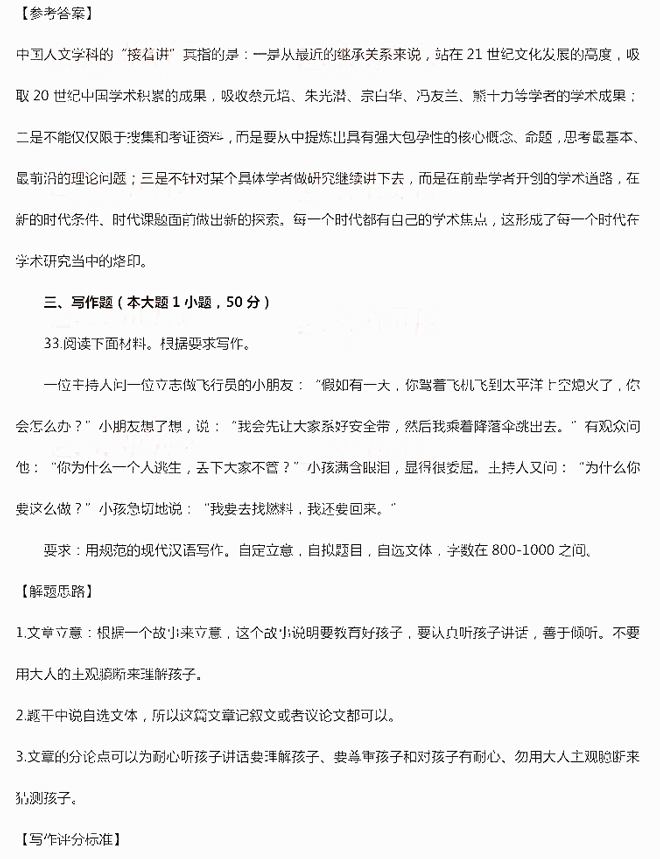 【参考答案】
中国人文学科的“接着讲”真指的是：一是从最近的继承关系来说，站在 21 世纪文化发展的高度，吸
取 20 世纪中国学术积累的成果，吸收蔡元培、朱光潜、宗白华、冯友兰、熊十力等学者的学术成果；
二是不能仅仅限于搜集和考证资料，而是要从中提炼出具有强大包孕性的核心概念、命题，思考最基本、
最前沿的理论问题；三是不针对某个具体学者做研究继续讲下去，而是在前辈学者开创的学术道路，在
新的时代条件、时代课题面前做出新的探索。每一个时代都有自己的学术焦点，这形成了每一个时代在
学术研究当中的烙印。
三、写作题（本大题 1 小题，50 分）
33.阅读下面材料。根据要求写作。
一位主持人问一位立志做飞行员的小朋友：“假如有一天，你驾着飞机飞到太平洋上空熄火了，你
会怎么办？”小朋友想了想，说：“我会先让大家系好安全带，然后我乘着降落伞跳出去。”有观众问
他：“你为什么一个人逃生，丢下大家不管？”小孩满含眼泪，显得很委屈。主持人又问：“为什么你
要这么做？”小孩急切地说：“我要去找燃料，我还要回来。”
要求：用规范的现代汉语写作。自定立意，自拟题目，自选文体，字数在 800-1000 之间。
【解题思路】
1.文章立意：根据一个故事来立意，这个故事说明要教育好孩子，要认真听孩子讲话，善于倾听。不要
用大人的主观臆断来理解孩子。
2.题干中说自选文体，所以这篇文章记叙文或者议论文都可以。
3.文章的分论点可以为耐心听孩子讲话要理解孩子、要尊重孩子和对孩子有耐心、勿用大人主观臆断来
猜测孩子。
【写作评分标准】